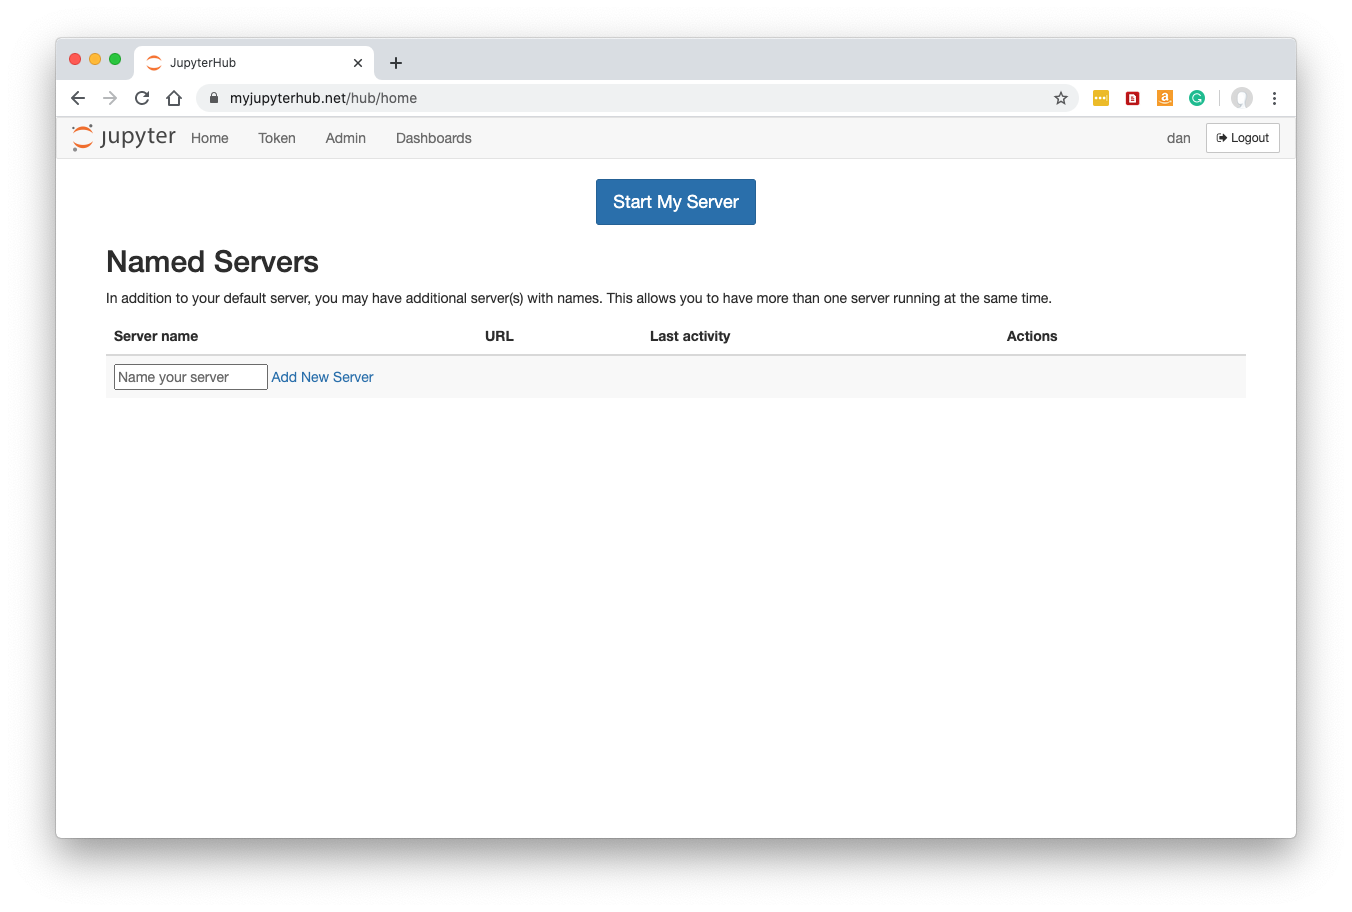 JupyterHub
myjupyterhub.net/hub/home
jupyter Home Token Admin Dashboards dan Logout
Start My Server
Named Servers
In addition to your default server, you may have additional server(s) with names. This allows you to have more than one server running at the same time.
Server name URL Last activity Actions
Name your server Add New Server